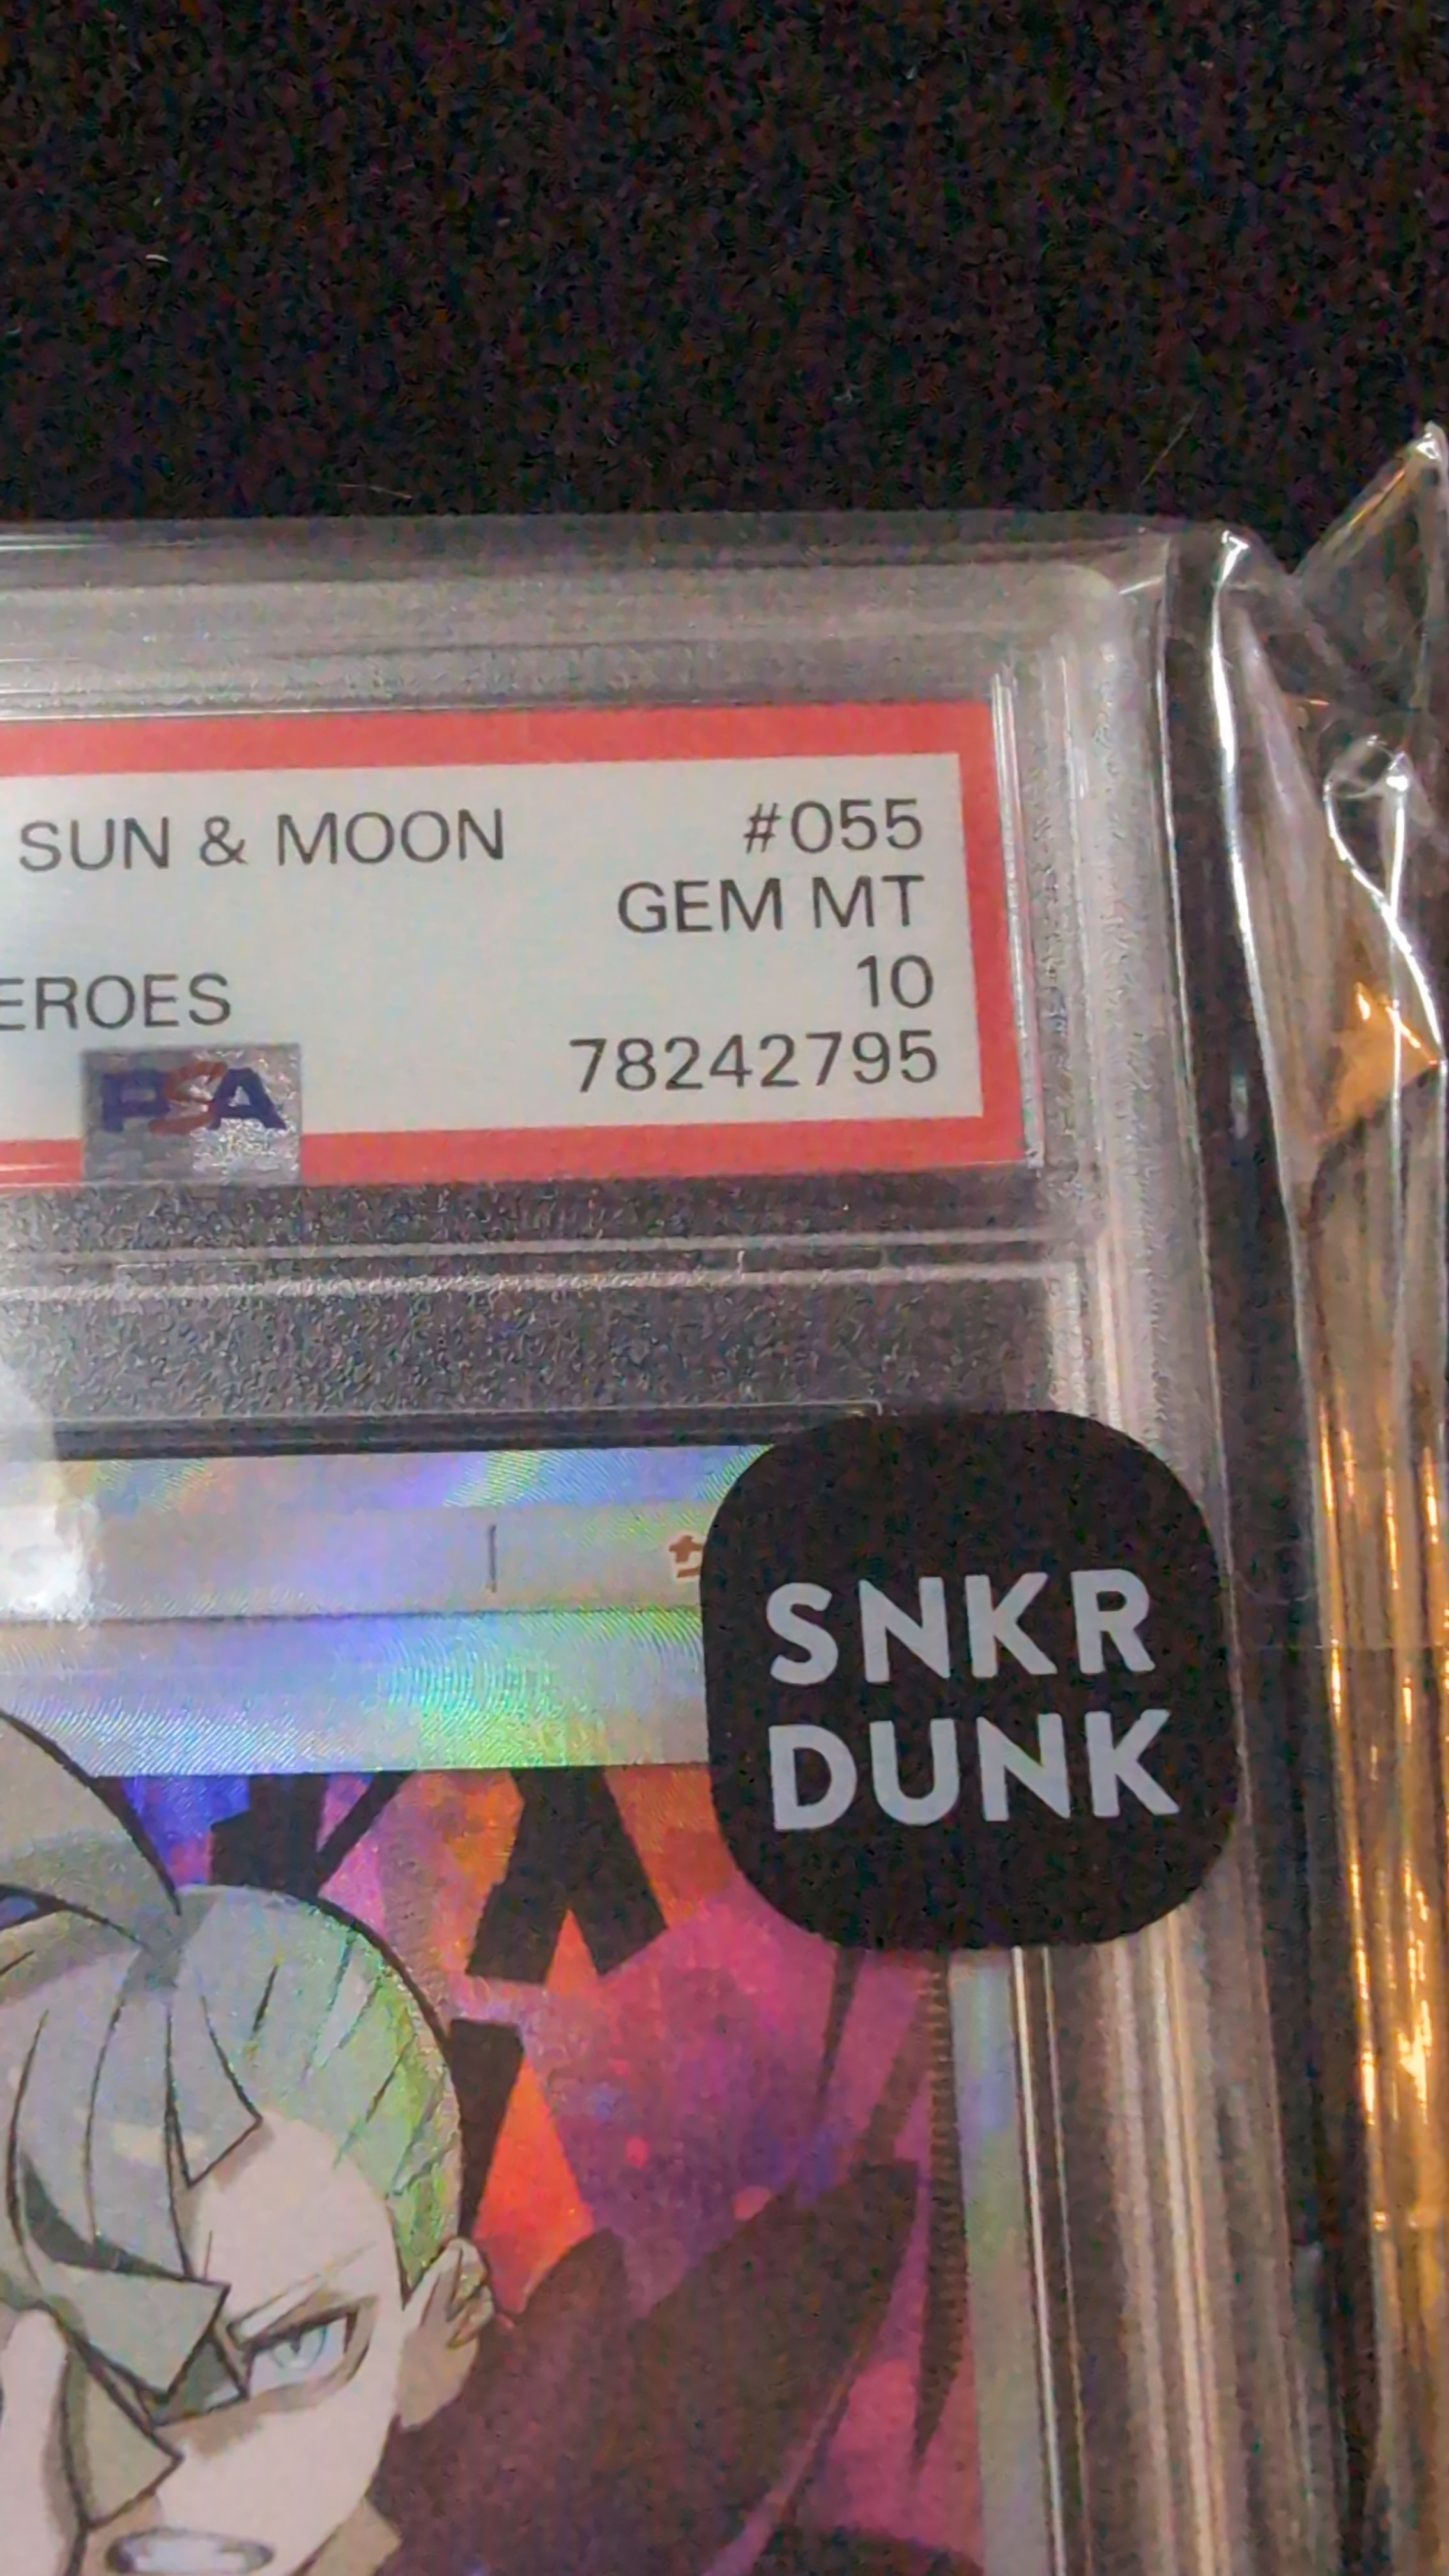 SUN & MOON #055
GEM MT
EROES 10
78242795
PSA
SNKR
DUNK